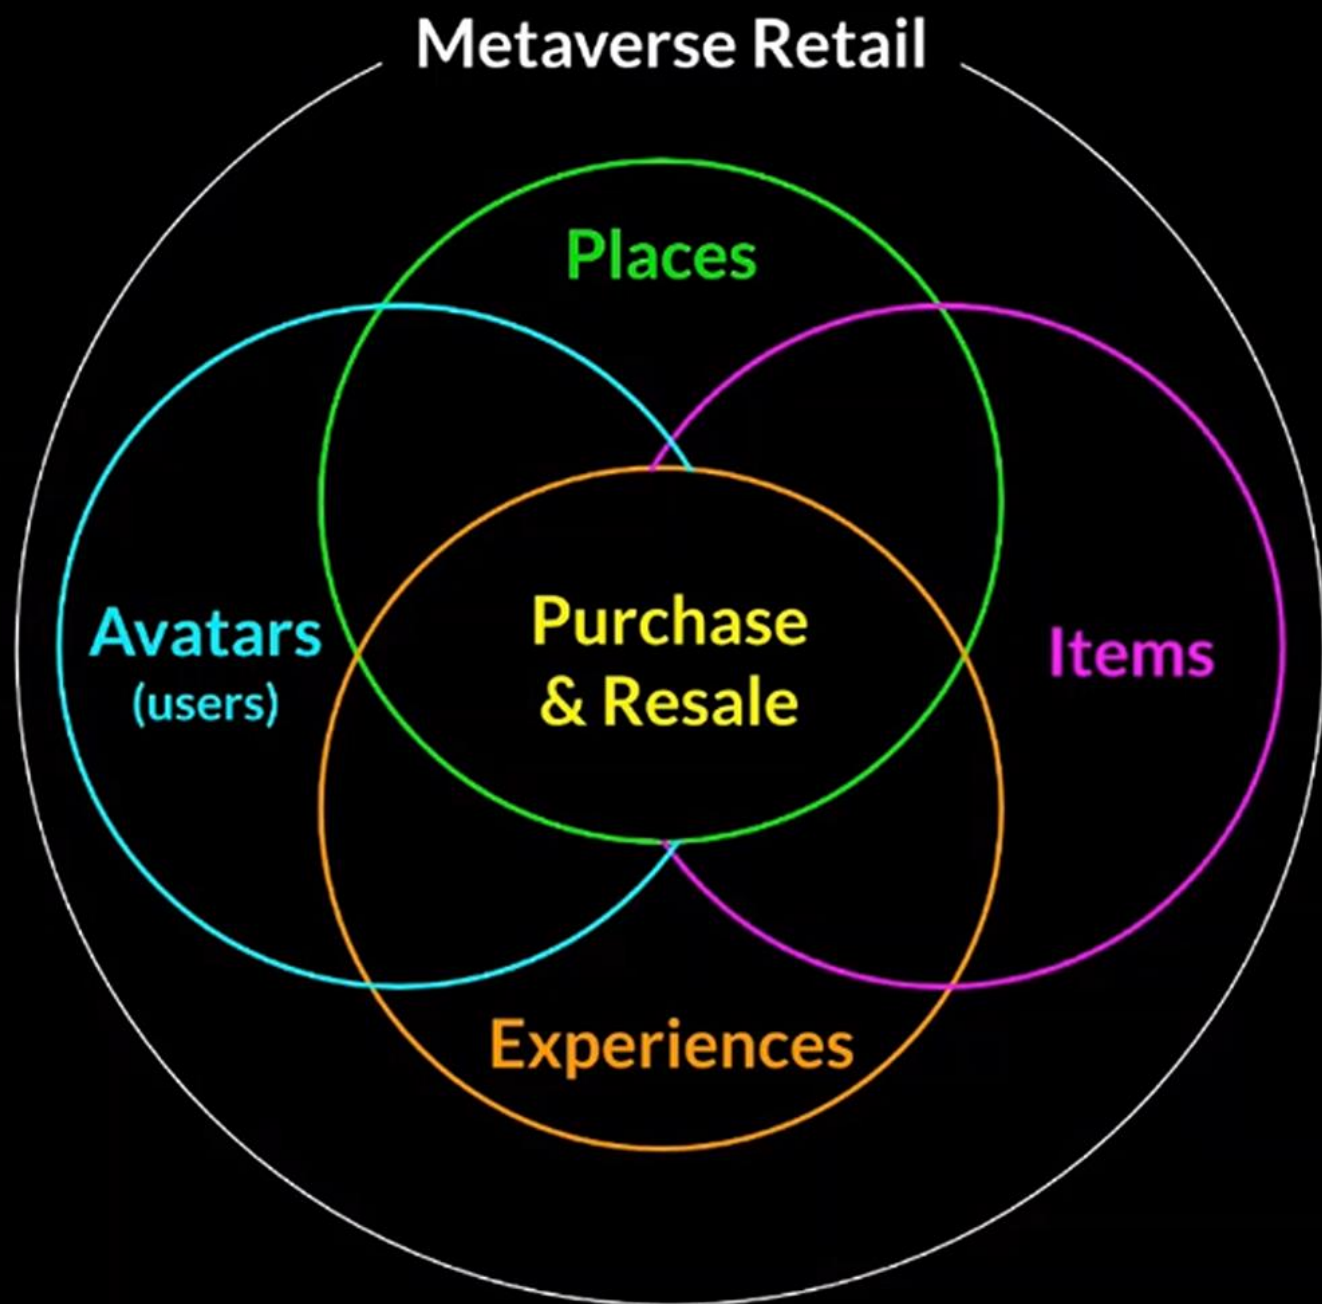 Metaverse Retail
Places
Avatars
(users)
Purchase
& Resale
Items
Experiences